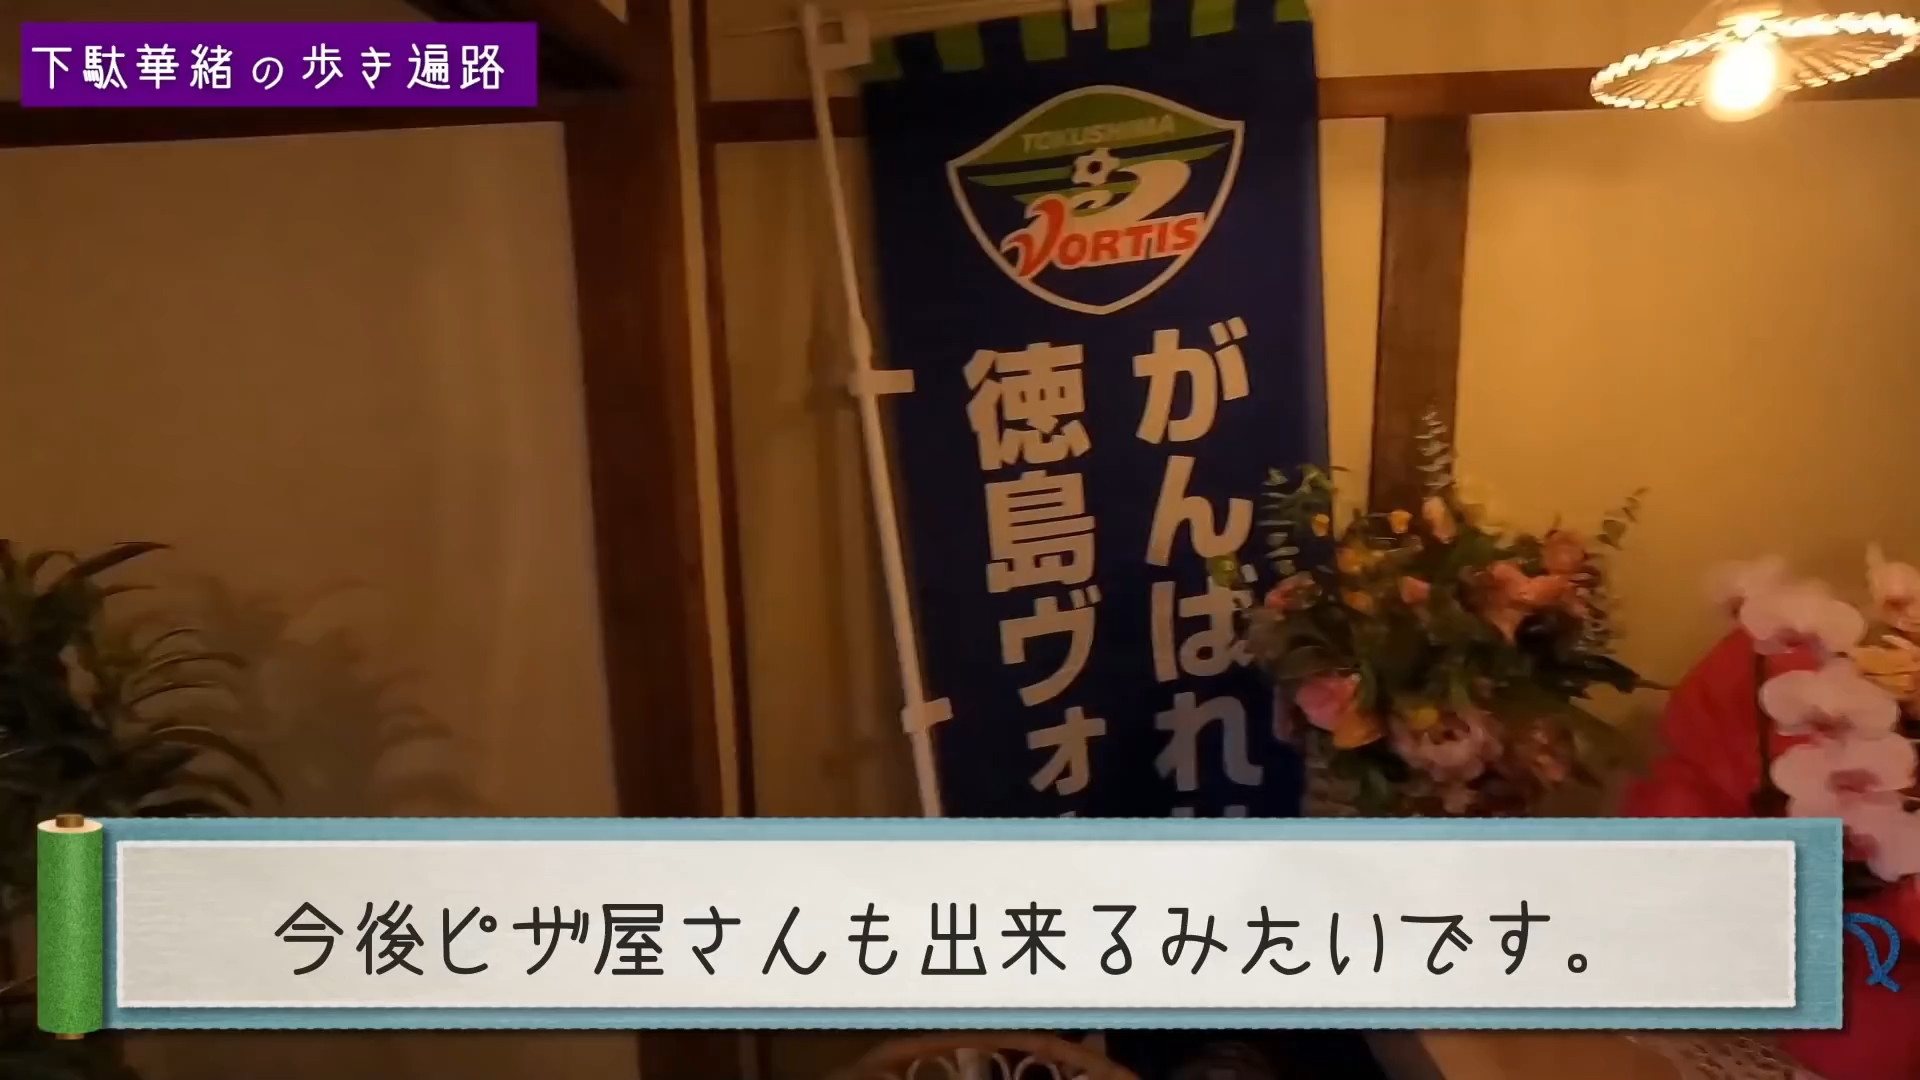 下駄華緒の歩き遍路
TOKUSHIMA
VORTIS
がんばれ!!
徳島ヴォ
今後ピザ屋さんも出来るみたいです。